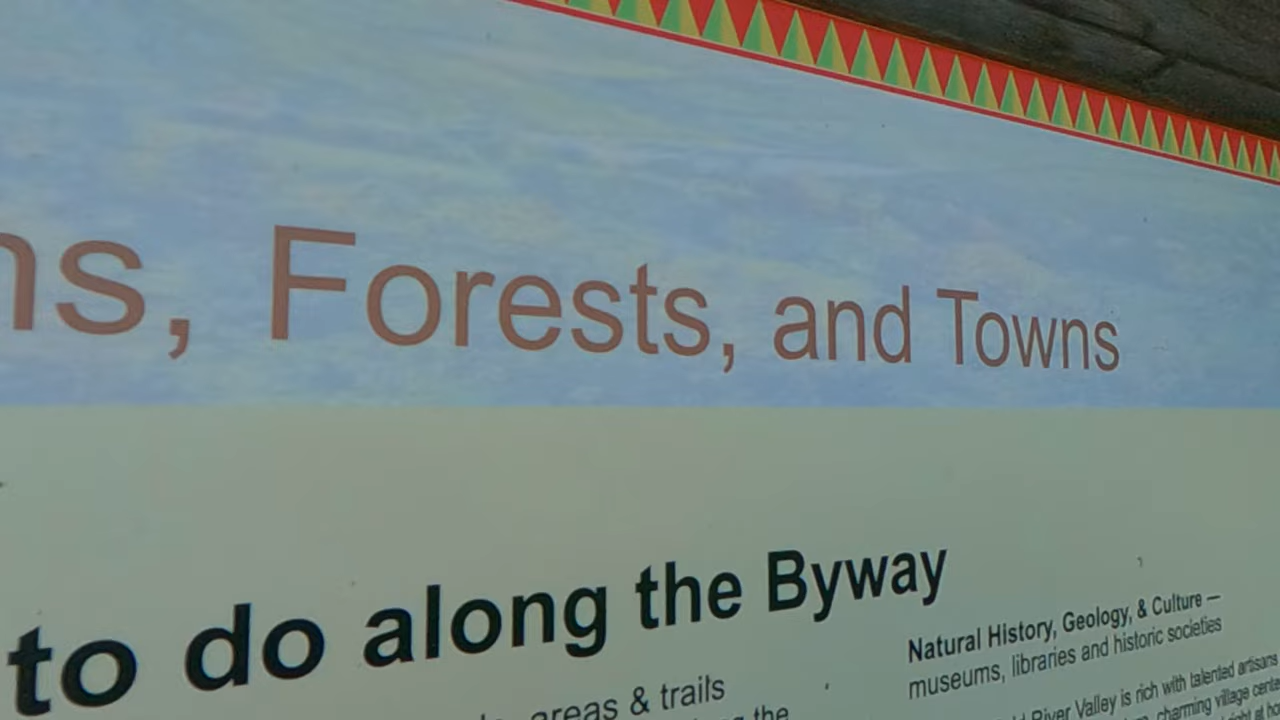 ns, Forests, and Towns
to do along the Byway
Natural History, Geology, & Culture —
museums, libraries and historic societies
areas & trails
River Valley is rich with talented artisans
the
charming village